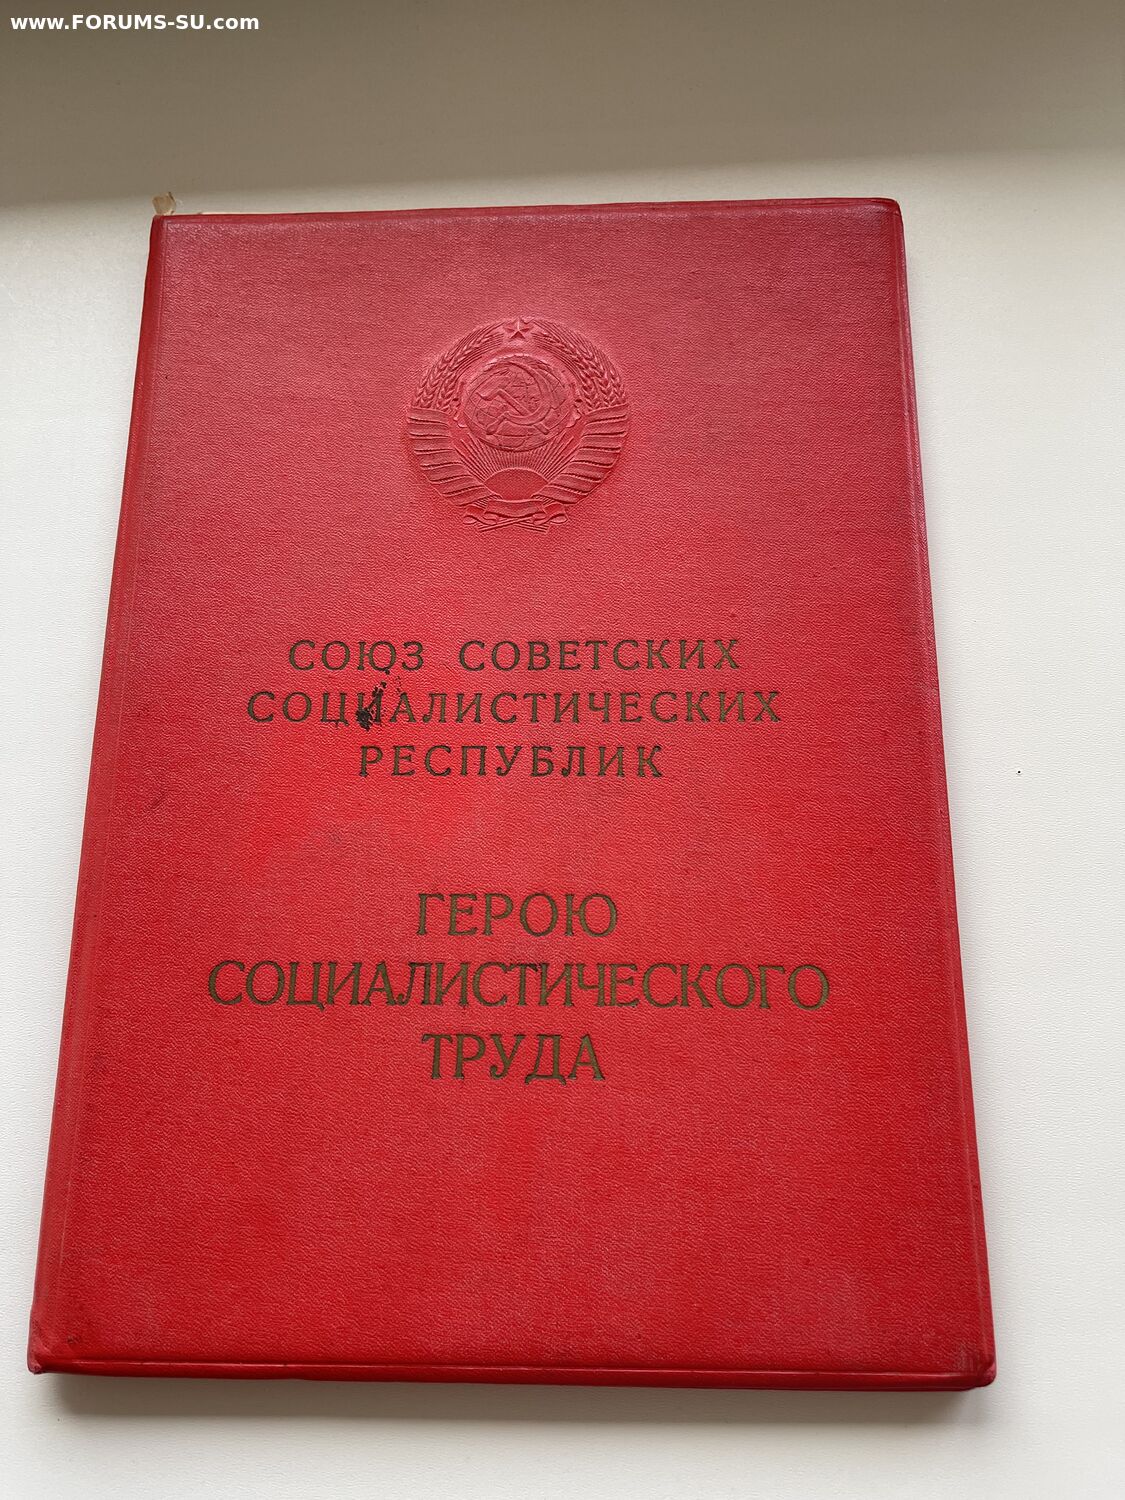 www.FORUMS-SU.com
СОЮЗ СОВЕТСКИХ
СОЦИАЛИСТИЧЕСКИХ
РЕСПУБЛИК
ГЕРОЮ
СОЦИАЛИСТИЧЕСКОГО
ТРУДА